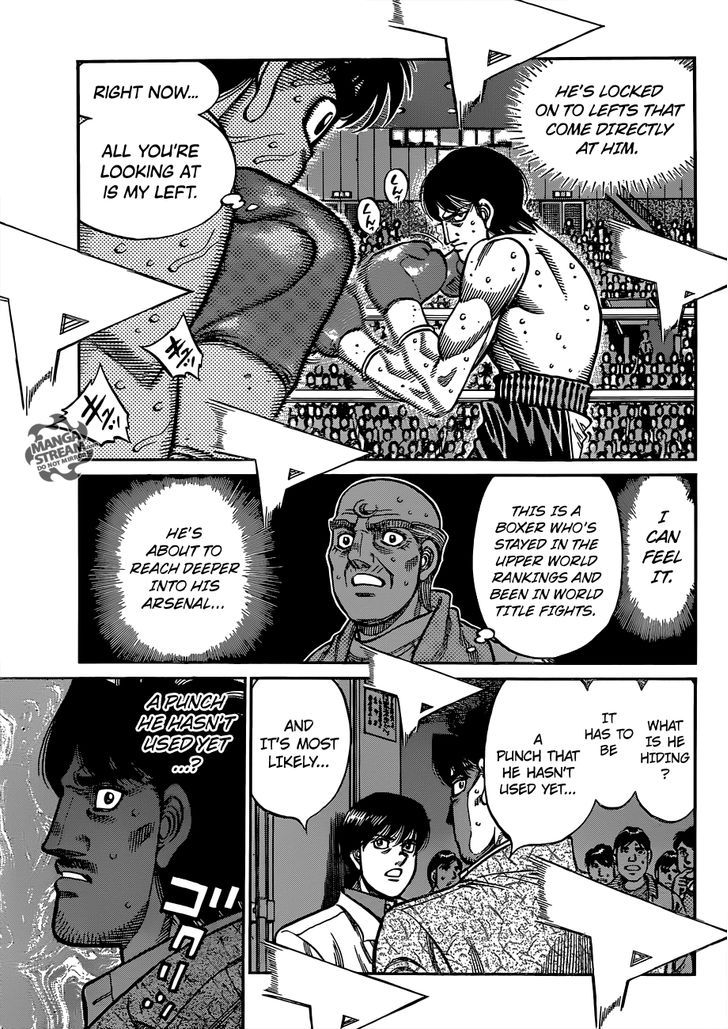 HE'S LOCKED
ON TO LEFTS THAT
COME DIRECTLY
AT HIM.
RIGHT NOW...
ALL YOU'RE
LOOKING AT
IS MY LEFT.
MANGA
STREAM
DO NOT MIRROR
I
CAN
FEEL
IT.
THIS IS A
BOXER WHO'S
STAYED IN THE
UPPER WORLD
RANKINGS AND
BEEN IN WORLD
TITLE FIGHTS.
HE'S
ABOUT TO
REACH DEEPER
INTO HIS
ARSENAL...
WHAT
IS HE
HIDING
?
IT
HAS TO
BE
A
PUNCH THAT
HE HASN'T
USED YET...
AND
IT'S MOST
LIKELY...
A PUNCH
HE HASN'T
USED YET
...?
ゴクリ